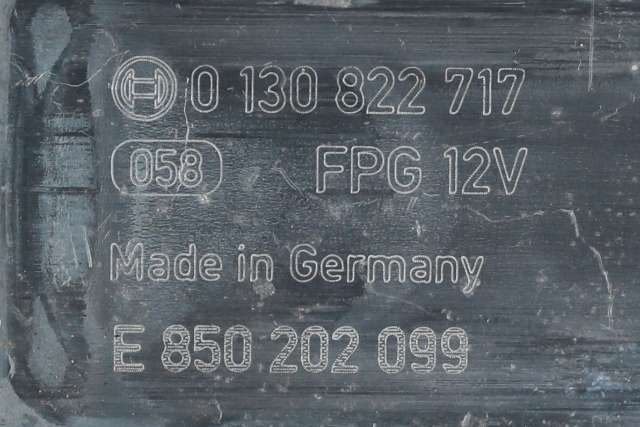 0 130 822 717
058 FPG 12V
Made in Germany
E 850 202 099